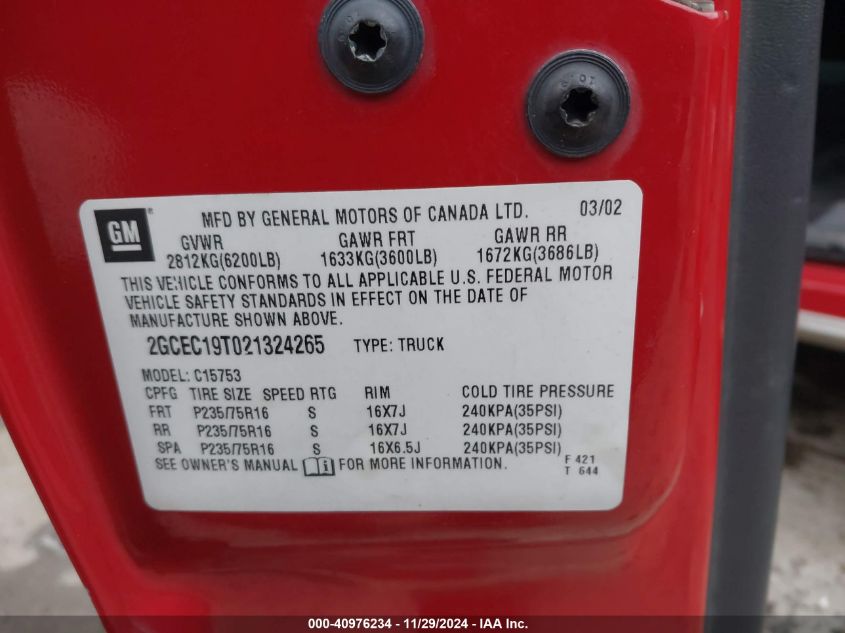 10.9
10.9
GM
MFD BY GENERAL MOTORS OF CANADA LTD. 03/02
GVWR GAWR FRT GAWR RR
2812KG(6200LB) 1633KG(3600LB) 1672KG(3686LB)
THIS VEHICLE CONFORMS TO ALL APPLICABLE U.S. FEDERAL MOTOR
VEHICLE SAFETY STANDARDS IN EFFECT ON THE DATE OF
MANUFACTURE SHOWN ABOVE.
2GCEC19T021324265 TYPE: TRUCK
MODEL: C15753
CPFG TIRE SIZE SPEED RTG RIM COLD TIRE PRESSURE
FRT P235/75R16 S 16X7J 240KPA(35PSI)
RR P235/75R16 S 16X7J 240KPA(35PSI)
SPA P235/75R16 S 16X6.5J 240KPA(35PSI)
SEE OWNER'S MANUAL FOR MORE INFORMATION.
F 421
T 644
000-40976234 - 11/29/2024 - IAA Inc.